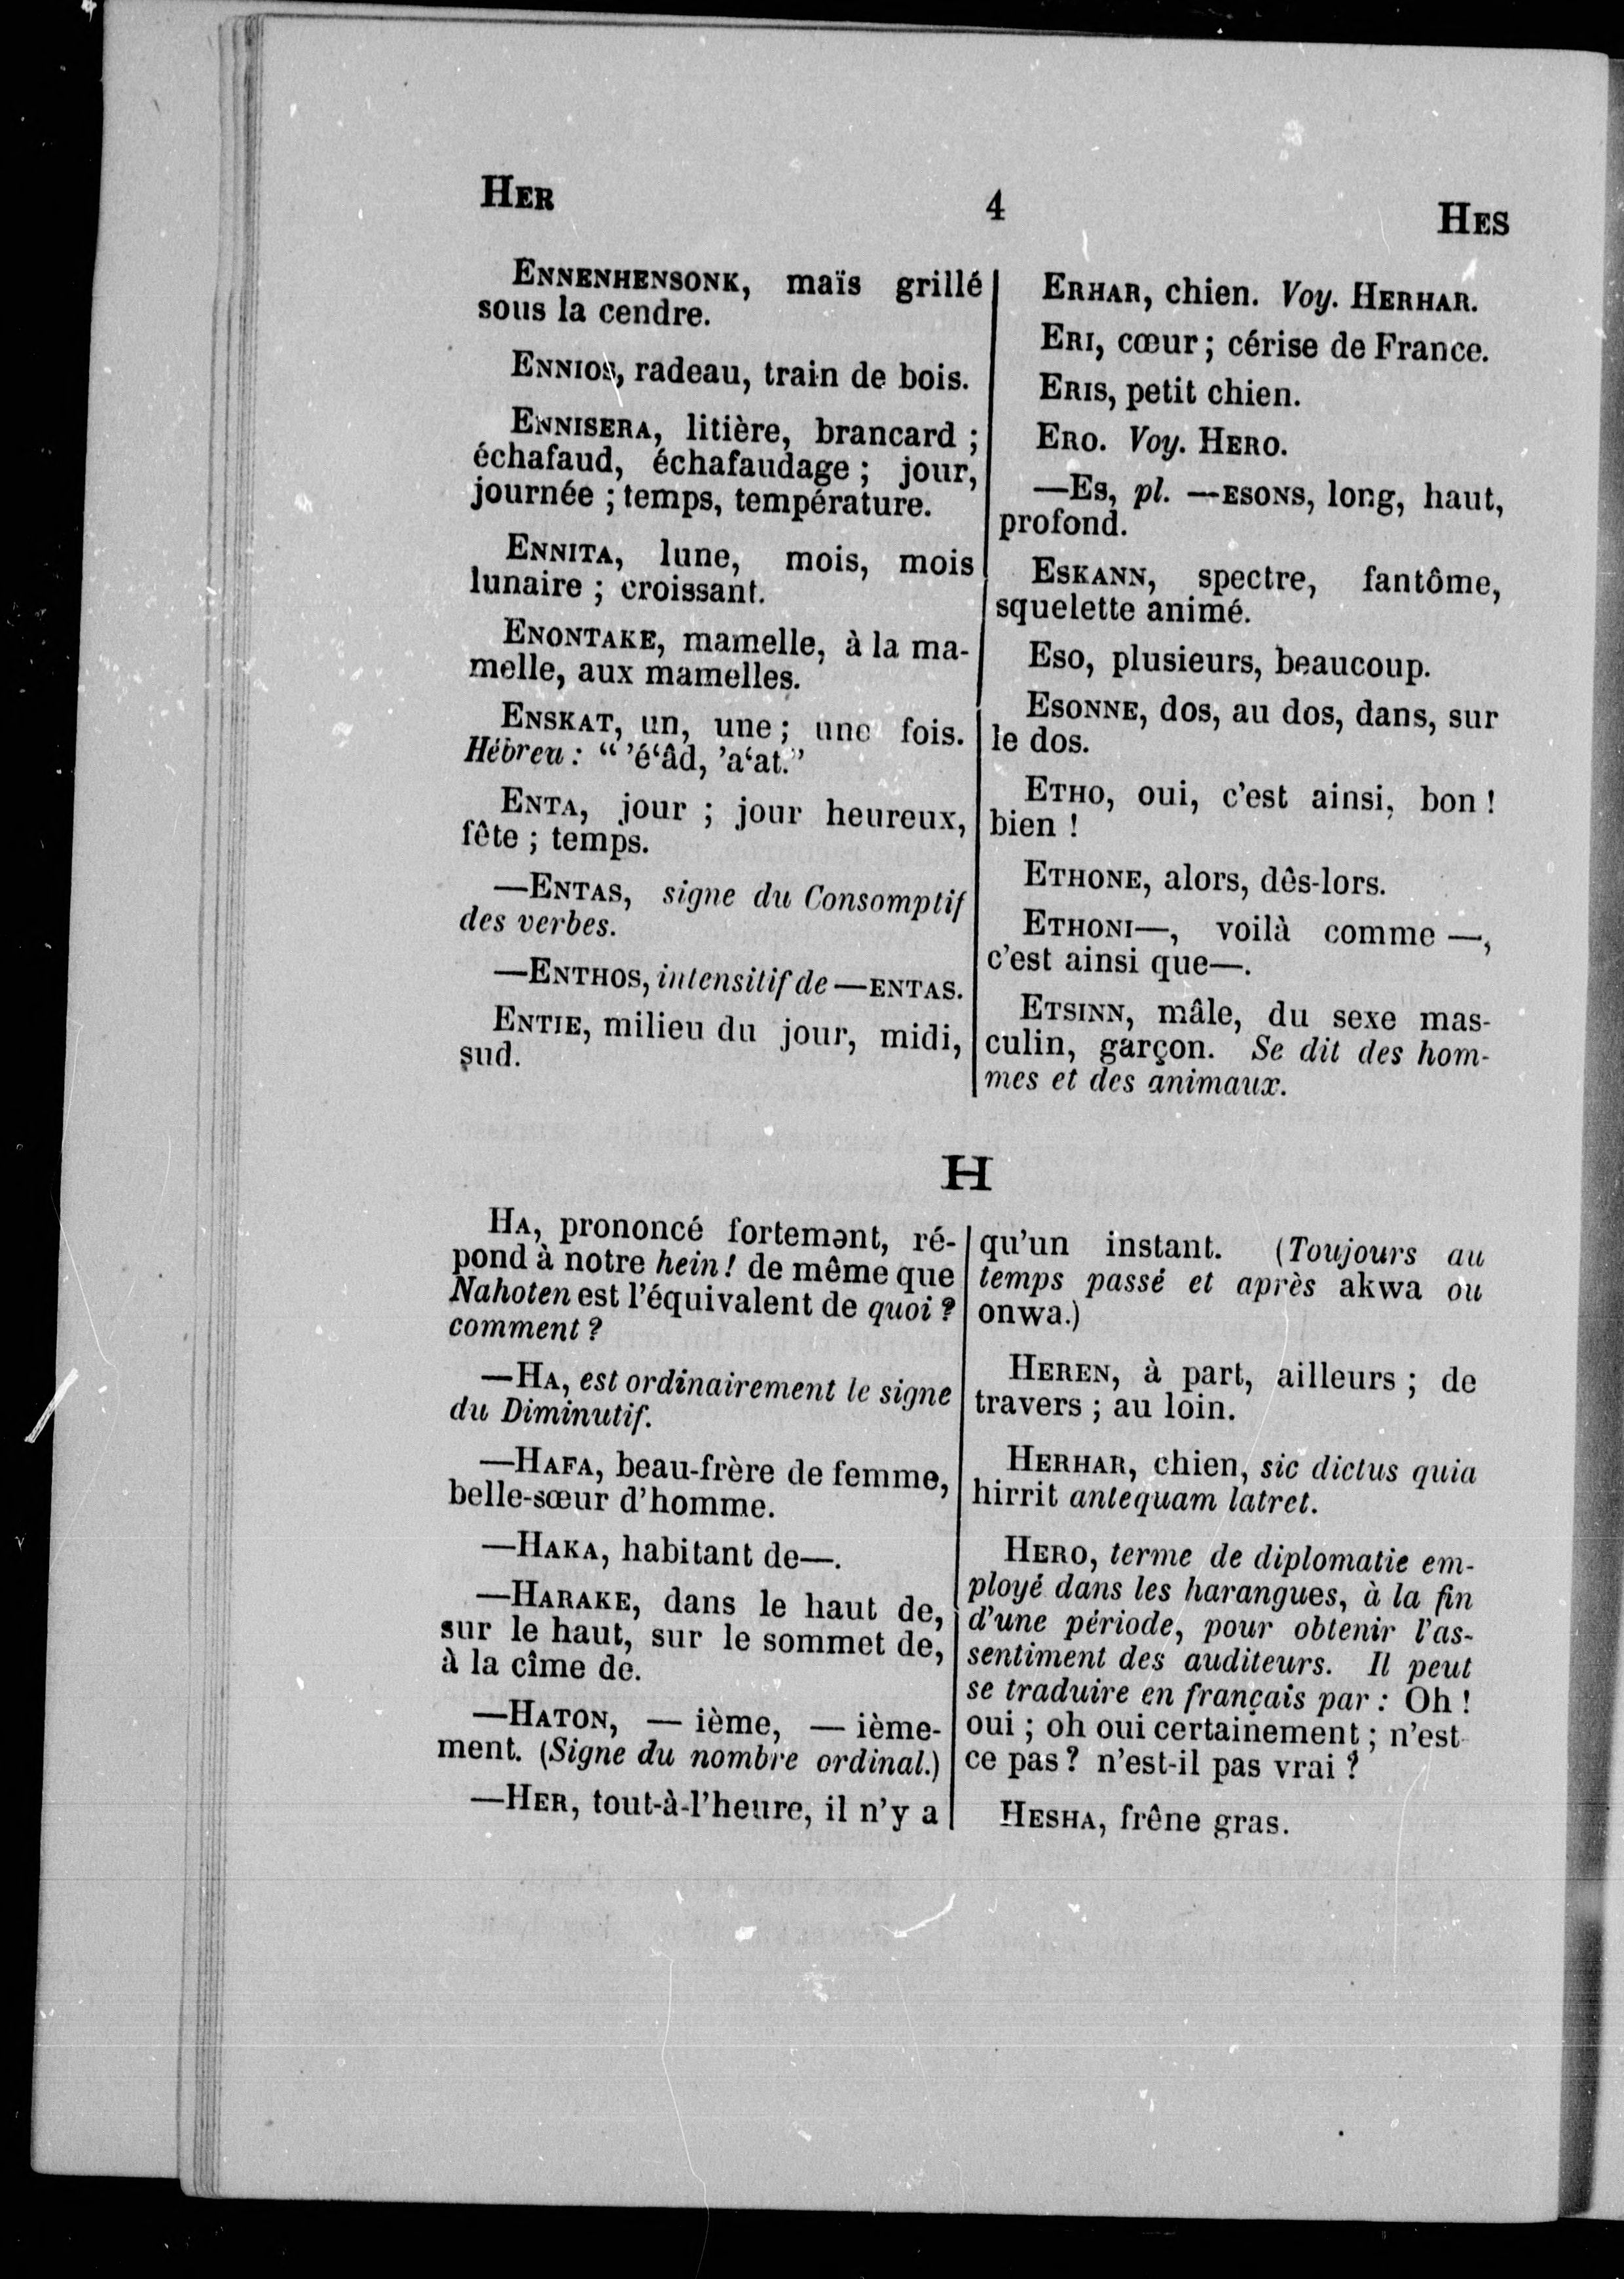 HER
4
HES
ENNENHENSONK, maïs grillé
sous la cendre.
ENNIOS, radeau, train de bois.
ENNISERA, litière, brancard ;
échafaud, échafaudage ; jour,
journée ; temps, température.
ENNITA, lune, mois, mois
lunaire ; croissant.
ENONTAKE, mamelle, à la ma-
melle, aux mamelles.
ENSKAT, un, une ; une fois.
Hébreu : “ ’é‘âd, ’a‘at.”
ENTA, jour ; jour heureux,
fête ; temps.
—ENTAS, signe du Consomptif
des verbes.
—ENTHOS, intensitif de —ENTAS.
ENTIE, milieu du jour, midi,
sud.
ERHAR, chien. Voy. HERHAR.
ERI, cœur ; cérise de France.
ERIS, petit chien.
ERO. Voy. HERO.
—ES, pl. —ESONS, long, haut,
profond.
ESKANN, spectre, fantôme,
squelette animé.
ESO, plusieurs, beaucoup.
ESONNE, dos, au dos, dans, sur
le dos.
ETHO, oui, c’est ainsi, bon !
bien !
ETHONE, alors, dês-lors.
ETHONI—, voilà comme —,
c’est ainsi que—.
ETSINN, mâle, du sexe mas-
culin, garçon. Se dit des hom-
mes et des animaux.
H
HA, prononcé fortemənt, ré-
pond à notre hein ! de même que
Nahoten est l’équivalent de quoi ?
comment ?
—HA, est ordinairement le signe
du Diminutif.
—HAFA, beau-frère de femme,
belle-sœur d’homme.
—HAKA, habitant de—.
—HARAKE, dans le haut de,
sur le haut, sur le sommet de,
à la cîme de.
—HATON, — ième, — ième-
ment. (Signe du nombre ordinal.)
—HER, tout-à-l’heure, il n’y a
qu’un instant. (Toujours au
temps passé et après akwa ou
onwa.)
HEREN, à part, ailleurs ; de
travers ; au loin.
HERHAR, chien, sic dictus quia
hirrit antequam latret.
HERO, terme de diplomatie em-
ployé dans les harangues, à la fin
d’une période, pour obtenir l’as-
sentiment des auditeurs. Il peut
se traduire en français par : Oh !
oui ; oh oui certainement ; n’est-
ce pas ? n’est-il pas vrai ?
HESHA, frêne gras.